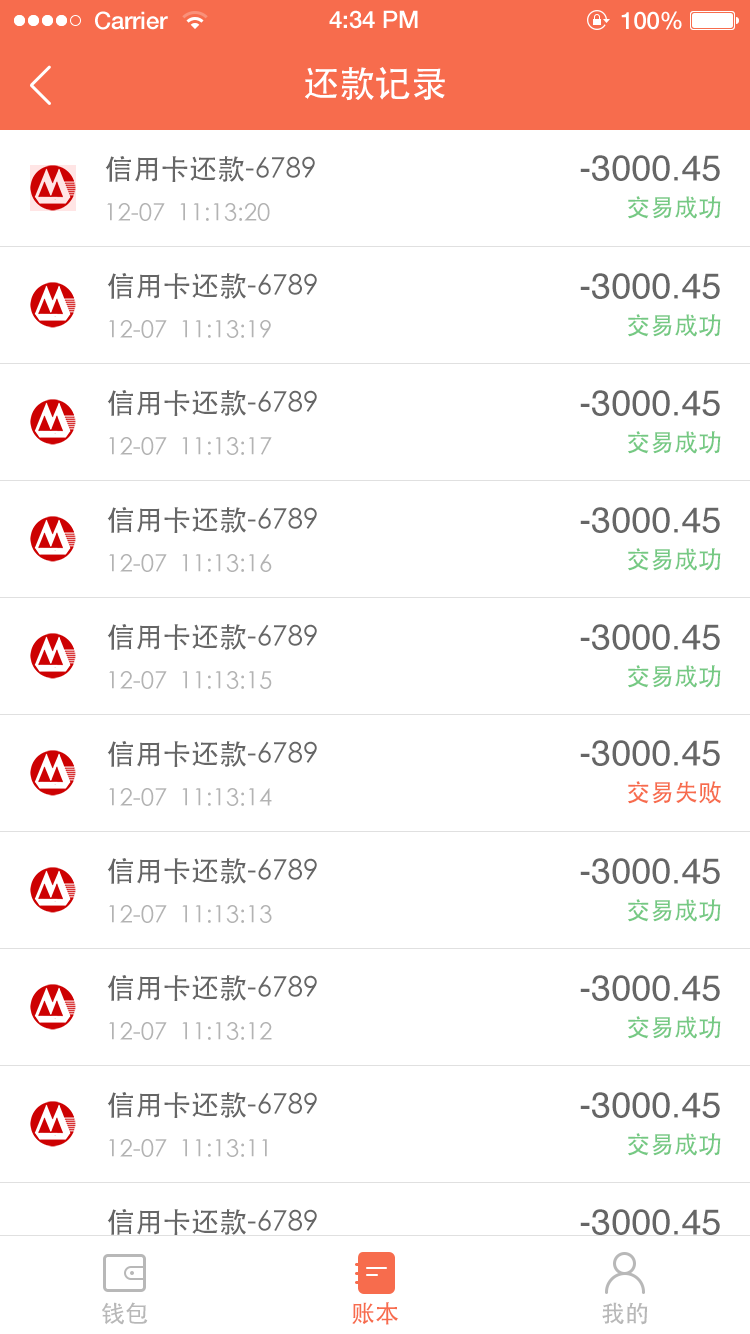 Carrier 4:34 PM 100%
还款记录
信用卡还款-6789 -3000.45
12-07 11:13:20 交易成功
信用卡还款-6789 -3000.45
12-07 11:13:19 交易成功
信用卡还款-6789 -3000.45
12-07 11:13:17 交易成功
信用卡还款-6789 -3000.45
12-07 11:13:16 交易成功
信用卡还款-6789 -3000.45
12-07 11:13:15 交易成功
信用卡还款-6789 -3000.45
12-07 11:13:14 交易失败
信用卡还款-6789 -3000.45
12-07 11:13:13 交易成功
信用卡还款-6789 -3000.45
12-07 11:13:12 交易成功
信用卡还款-6789 -3000.45
12-07 11:13:11 交易成功
信用卡还款-6789 -3000.45
钱包 账本 我的